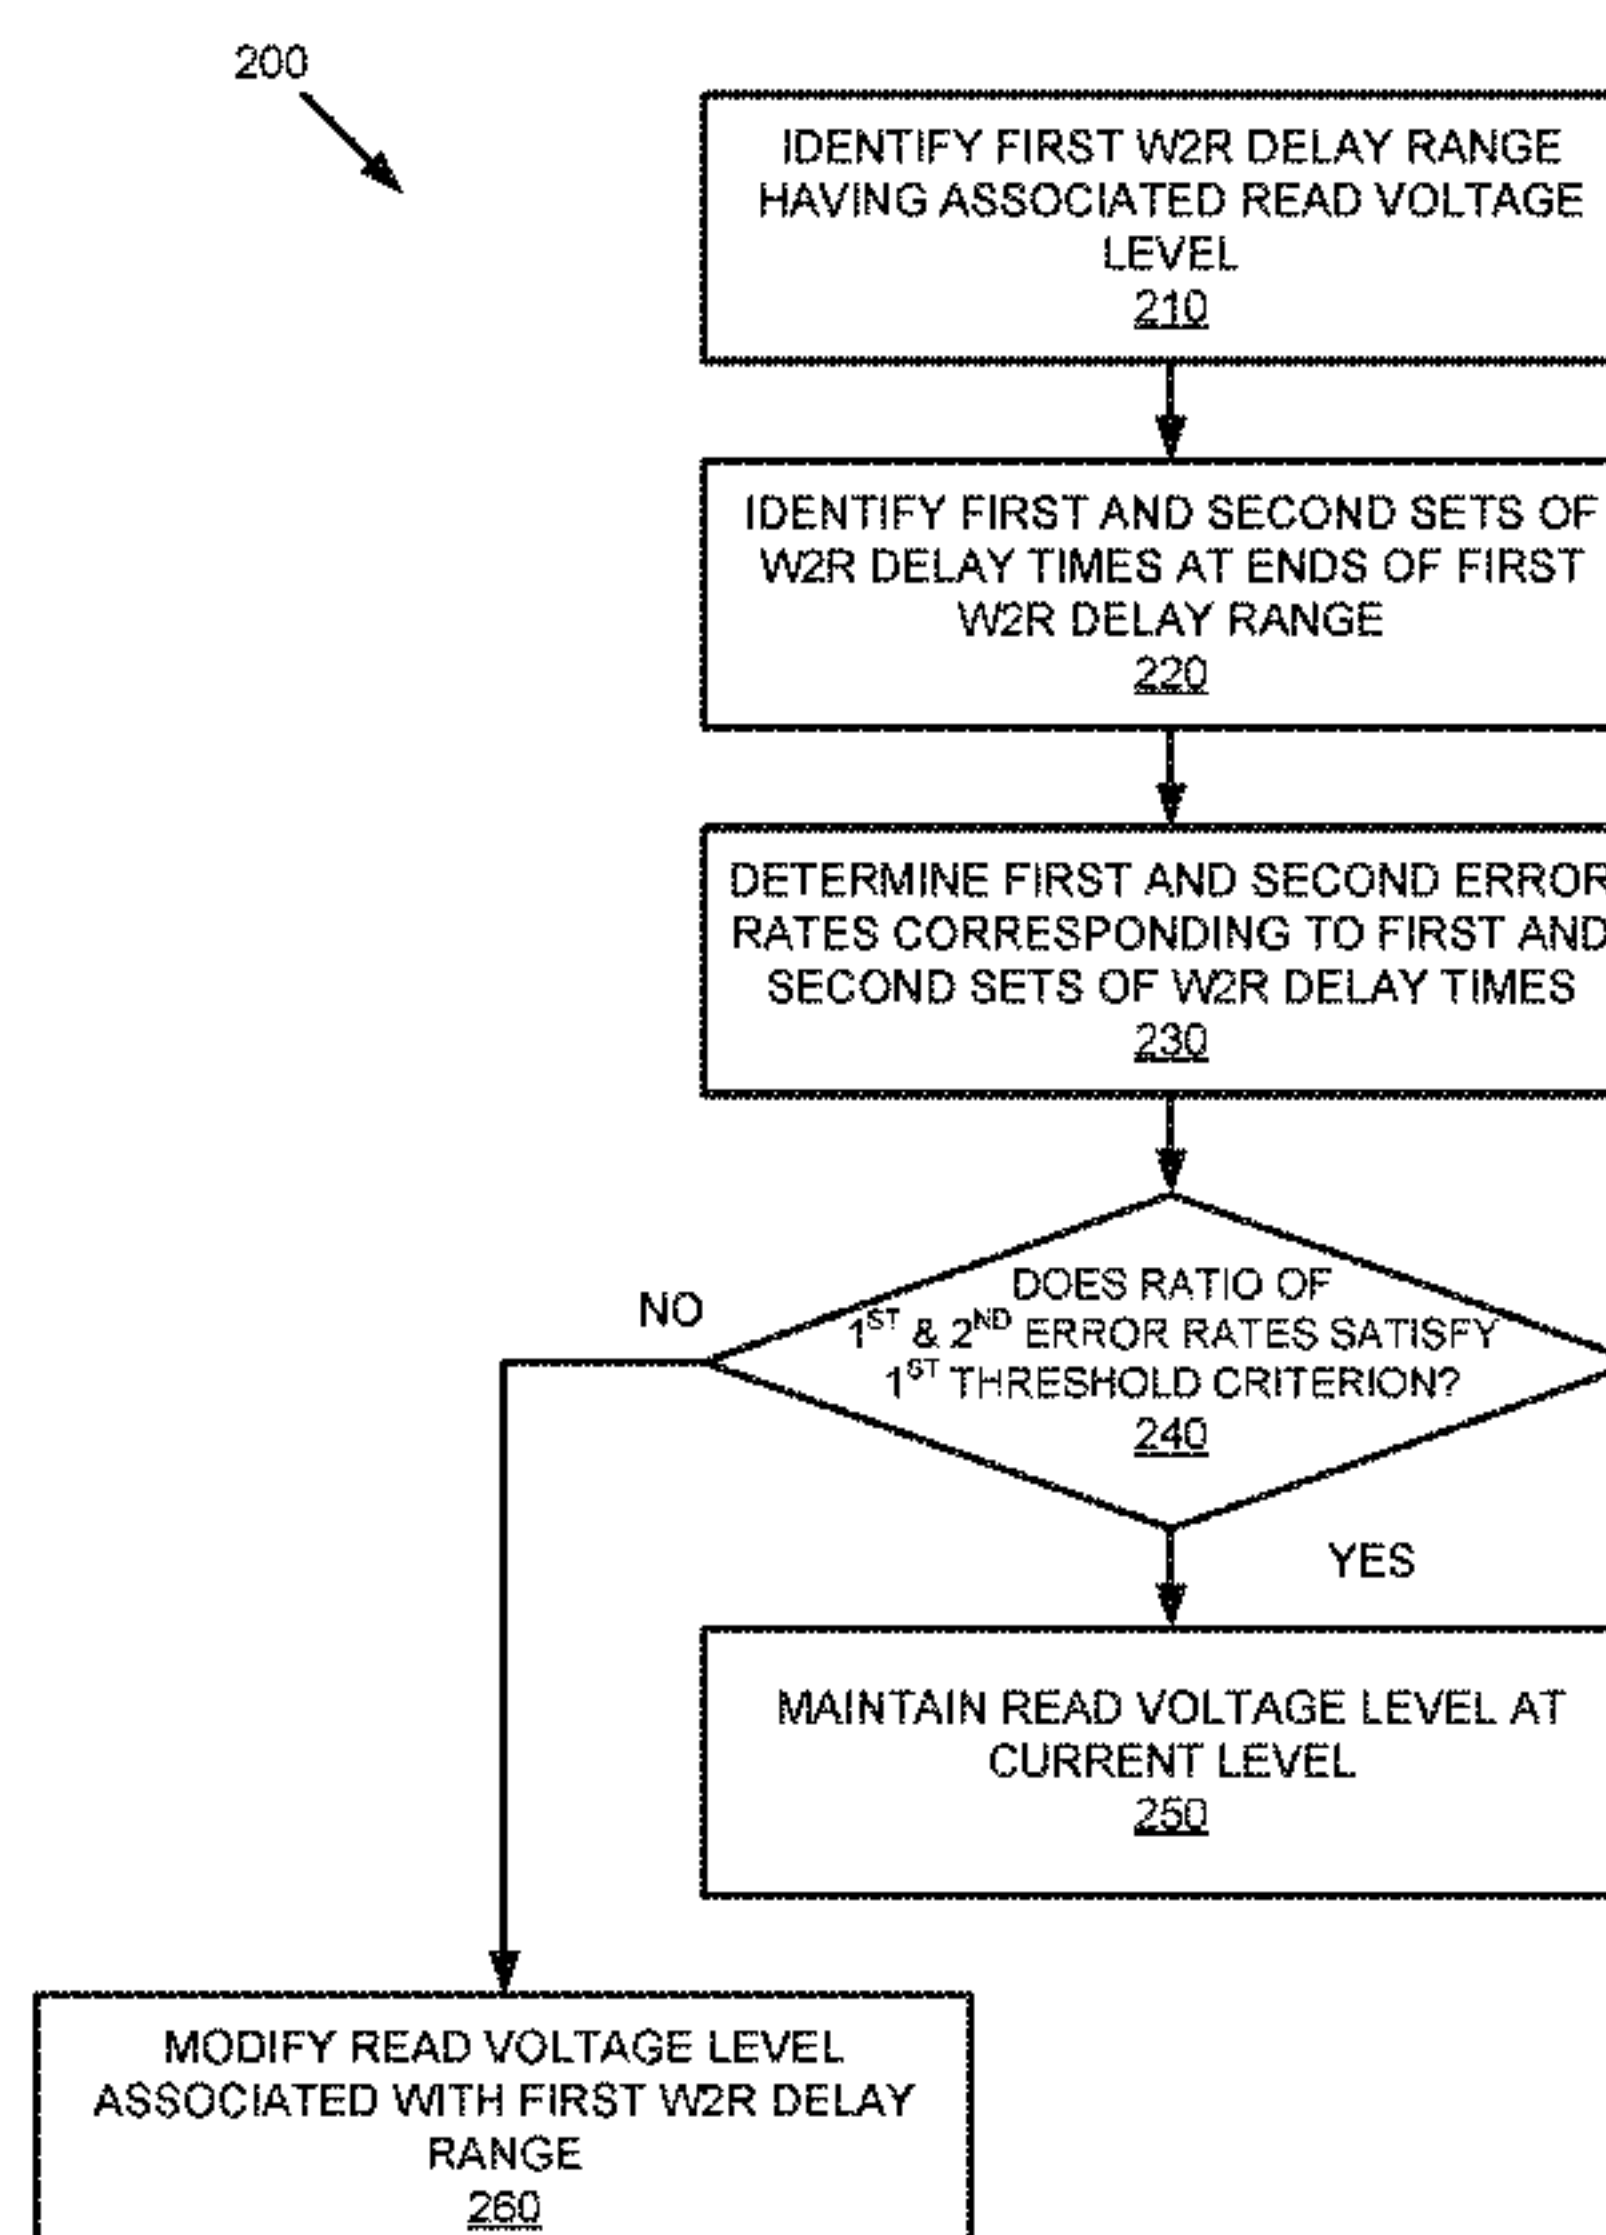 200
IDENTIFY FIRST W2R DELAY RANGE
HAVING ASSOCIATED READ VOLTAGE
LEVEL
210
IDENTIFY FIRST AND SECOND SETS OF
W2R DELAY TIMES AT ENDS OF FIRST
W2R DELAY RANGE
220
DETERMINE FIRST AND SECOND ERROR
RATES CORRESPONDING TO FIRST AND
SECOND SETS OF W2R DELAY TIMES
230
DOES RATIO OF
1ST & 2ND ERROR RATES SATISFY
1ST THRESHOLD CRITERION?
240
NO
YES
MAINTAIN READ VOLTAGE LEVEL AT
CURRENT LEVEL
250
MODIFY READ VOLTAGE LEVEL
ASSOCIATED WITH FIRST W2R DELAY
RANGE
260